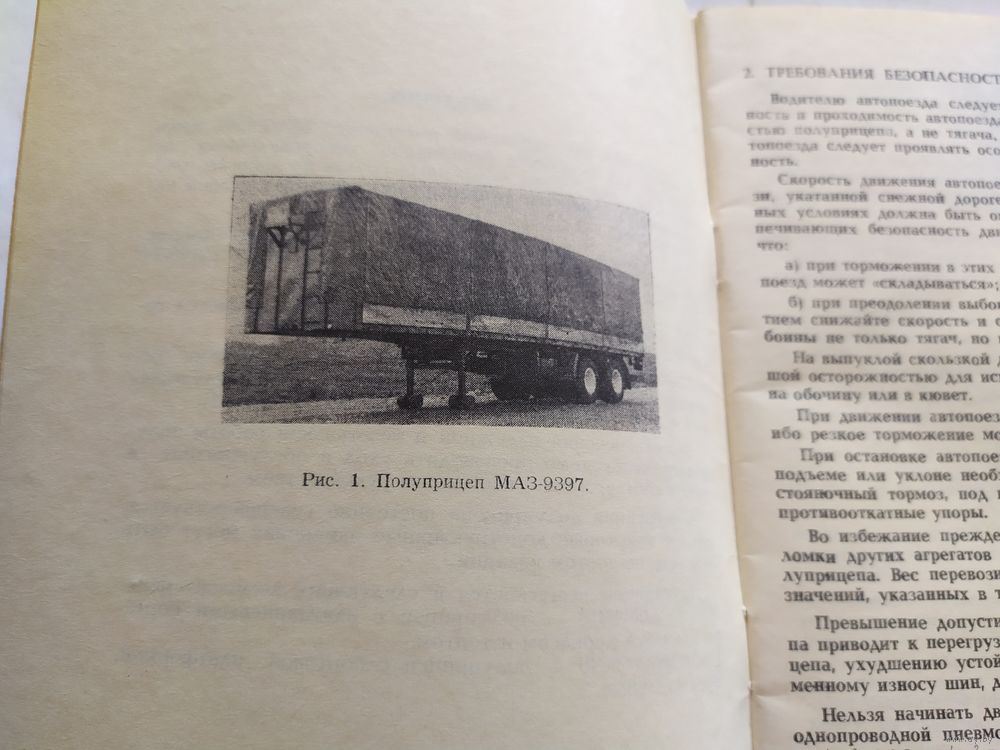 Рис. 1. Полуприцеп МАЗ-9397.
2. ТРЕБОВАНИЯ БЕЗОПАСНОСТ
Водителю автопоезда следует
ность и проходимость автопоезда
стью полуприцепа, а не тягача,
топоезда следует проявлять осо
ность.
Скорость движения автопое
зи, укатанной снежной дороге
ных условиях должна быть о
печивающих безопасность дви
что:
а) при торможении в этих
поезд может «складываться»;
б) при преодолении выбо
тием снижайте скорость и
боины не только тягач, но
На выпуклой скользкой д
шой осторожностью для ис
на обочину или в кювет.
При движении автопоез
ибо резкое торможение мо
При остановке автопое
подъеме или уклоне необ
стояночный тормоз, под
противооткатные упоры.
Во избежание прежде
ломки других агрегатов
луприцепа. Вес перевози
значений, указанных в т
Превышение допусти
па приводит к перегруз
цепа, ухудшению устой
менному износу шин, д
Нельзя начинать дв
однопроводной пневмо